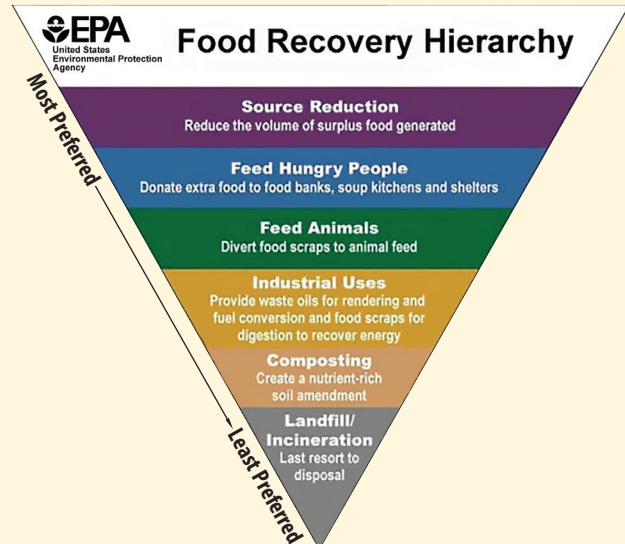 EPA
United States
Environmental Protection
Agency
Food Recovery Hierarchy
Most Preferred
Source Reduction
Reduce the volume of surplus food generated
Feed Hungry People
Donate extra food to food banks, soup kitchens and shelters
Feed Animals
Divert food scraps to animal feed
Industrial Uses
Provide waste oils for rendering and
fuel conversion and food scraps for
digestion to recover energy
Composting
Create a nutrient-rich
soil amendment
Landfill/
Incineration
Last resort to
disposal
Least Preferred